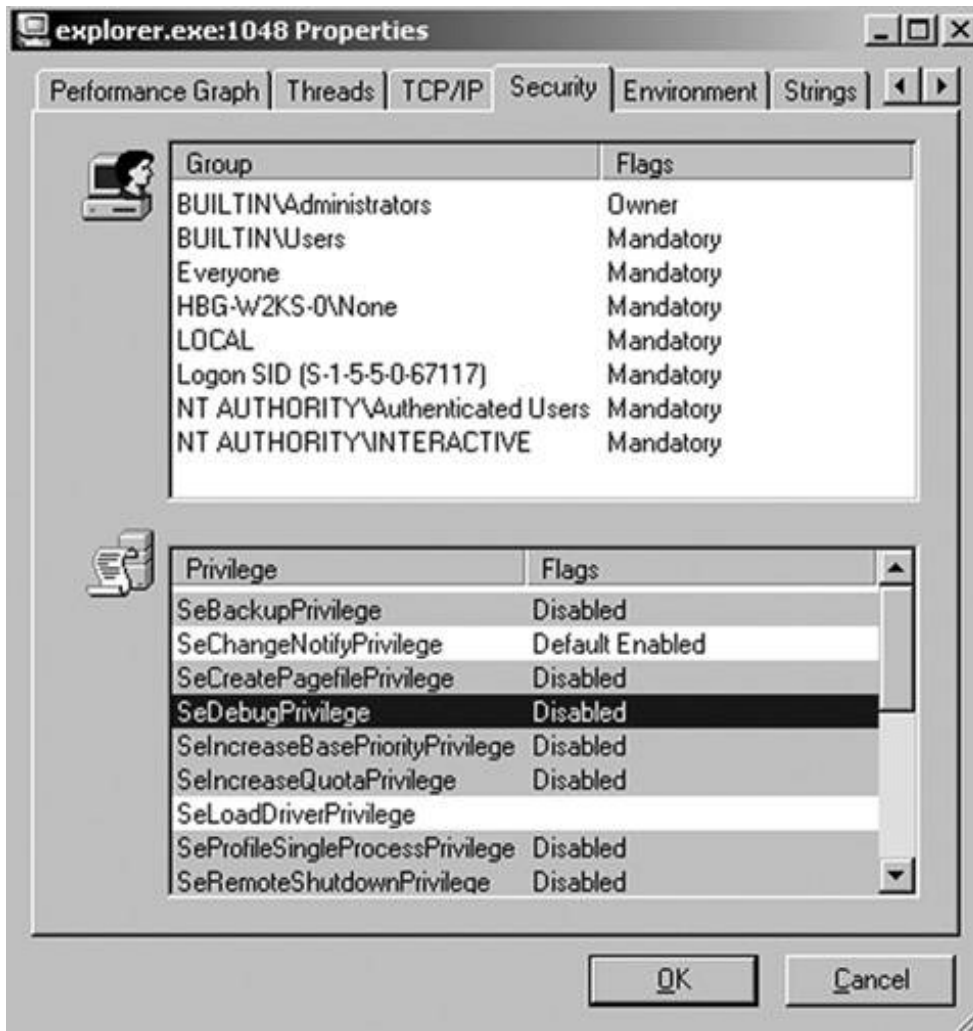 explorer.exe:1048 Properties
Performance Graph Threads TCP/IP Security Environment Strings
Group Flags
BUILTIN\Administrators Owner
BUILTIN\Users Mandatory
Everyone Mandatory
HBG-W2KS-0\None Mandatory
LOCAL Mandatory
Logon SID (S-1-5-5-0-67117) Mandatory
NT AUTHORITY\Authenticated Users Mandatory
NT AUTHORITY\INTERACTIVE Mandatory
Privilege Flags
SeBackupPrivilege Disabled
SeChangeNotifyPrivilege Default Enabled
SeCreatePagefilePrivilege Disabled
SeDebugPrivilege Disabled
SeIncreaseBasePriorityPrivilege Disabled
SeIncreaseQuotaPrivilege Disabled
SeLoadDriverPrivilege
SeProfileSingleProcessPrivilege Disabled
SeRemoteShutdownPrivilege Disabled
OK Cancel